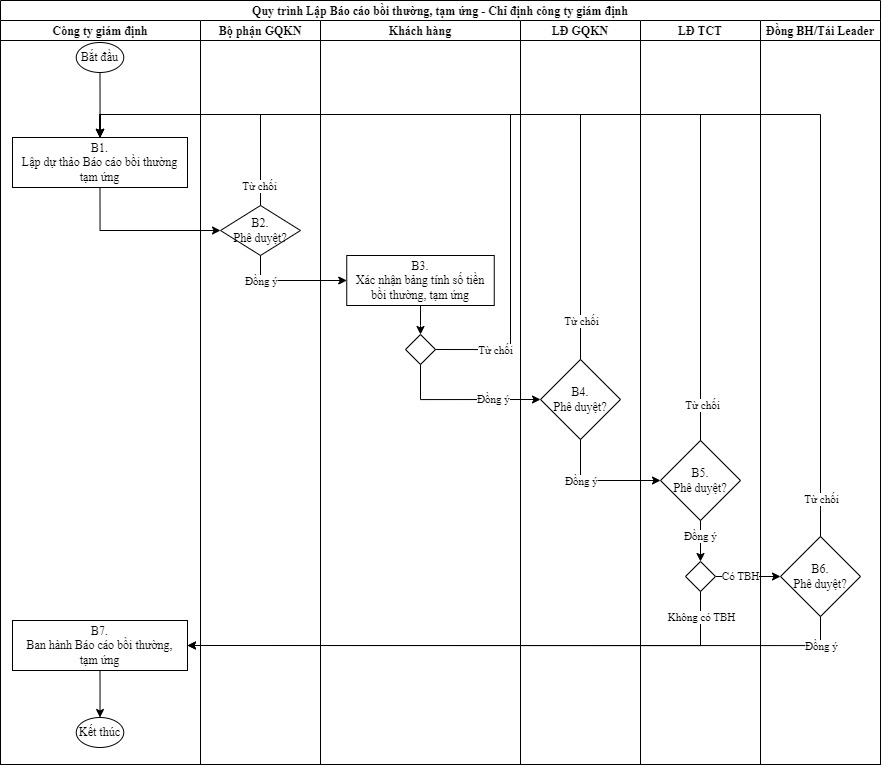 Quy trình Lập Báo cáo bồi thường, tạm ứng - Chỉ định công ty giám định
Công ty giám định
Bộ phận GQKN
Khách hàng
LĐ GQKN
LĐ TCT
Đồng BH/Tái Leader
Bắt đầu
B1.
Lập dự thảo Báo cáo bồi thường
tạm ứng
Từ chối
B2.
Phê duyệt?
Đồng ý
B3.
Xác nhận bảng tính số tiền
bồi thường, tạm ứng
Từ chối
Từ chối
Đồng ý
B4.
Phê duyệt?
Từ chối
Đồng ý
B5.
Phê duyệt?
Từ chối
Đồng ý
Có TBH
B6.
Phê duyệt?
Không có TBH
Đồng ý
B7.
Ban hành Báo cáo bồi thường,
tạm ứng
Kết thúc